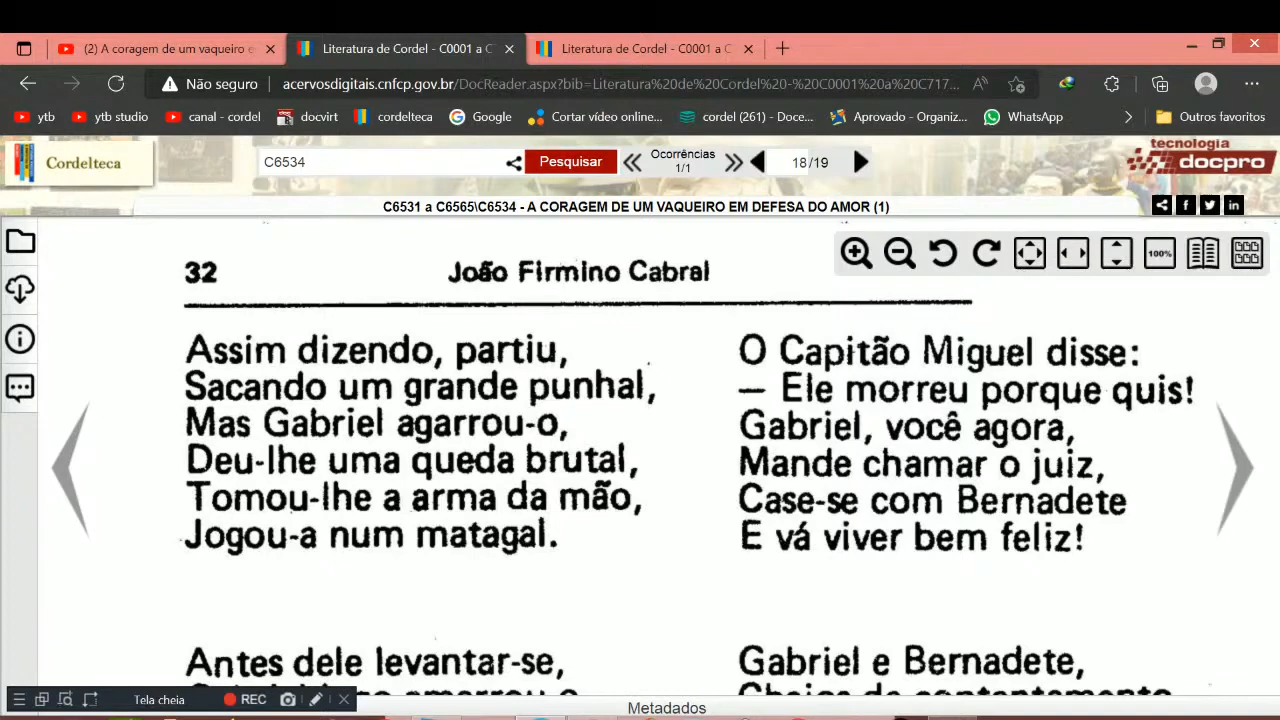 (2) A coragem de um vaqueiro e
Literatura de Cordel - C0001 a C
Literatura de Cordel - C0001 a C
Não seguro
acervosdigitais.cnfcp.gov.br/DocReader.aspx?bib=Literatura%20de%20Cordel%20-%20C0001%20a%20C717...
ytb
ytb studio
canal - cordel
docvirt
cordelteca
Google
Cortar vídeo online...
cordel (261) - Doce...
Aprovado - Organiz...
WhatsApp
Outros favoritos
Cordelteca
C6534
Pesquisar
Ocorrências
1/1
18 /19
tecnologia
docpro
C6531 a C6565\C6534 - A CORAGEM DE UM VAQUEIRO EM DEFESA DO AMOR (1)
100%
32
João Firmino Cabral
Assim dizendo, partiu,
Sacando um grande punhal,
Mas Gabriel agarrou-o,
Deu-lhe uma queda brutal,
Tomou-lhe a arma da mão,
Jogou-a num matagal.
Antes dele levantar-se,
O Capitão Miguel disse:
— Ele morreu porque quis!
Gabriel, você agora,
Mande chamar o juiz,
Case-se com Bernadete
E vá viver bem feliz!
Gabriel e Bernadete,
Cheios de contentamento
Tela cheia
REC
Metadados